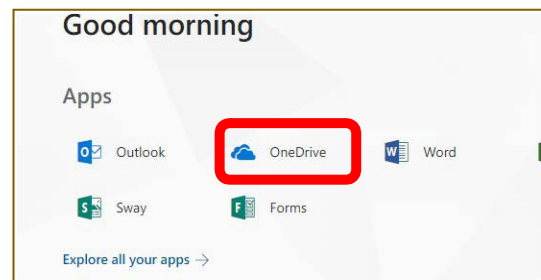 Good morning
Apps
Outlook OneDrive Word
Sway Forms
Explore all your apps →